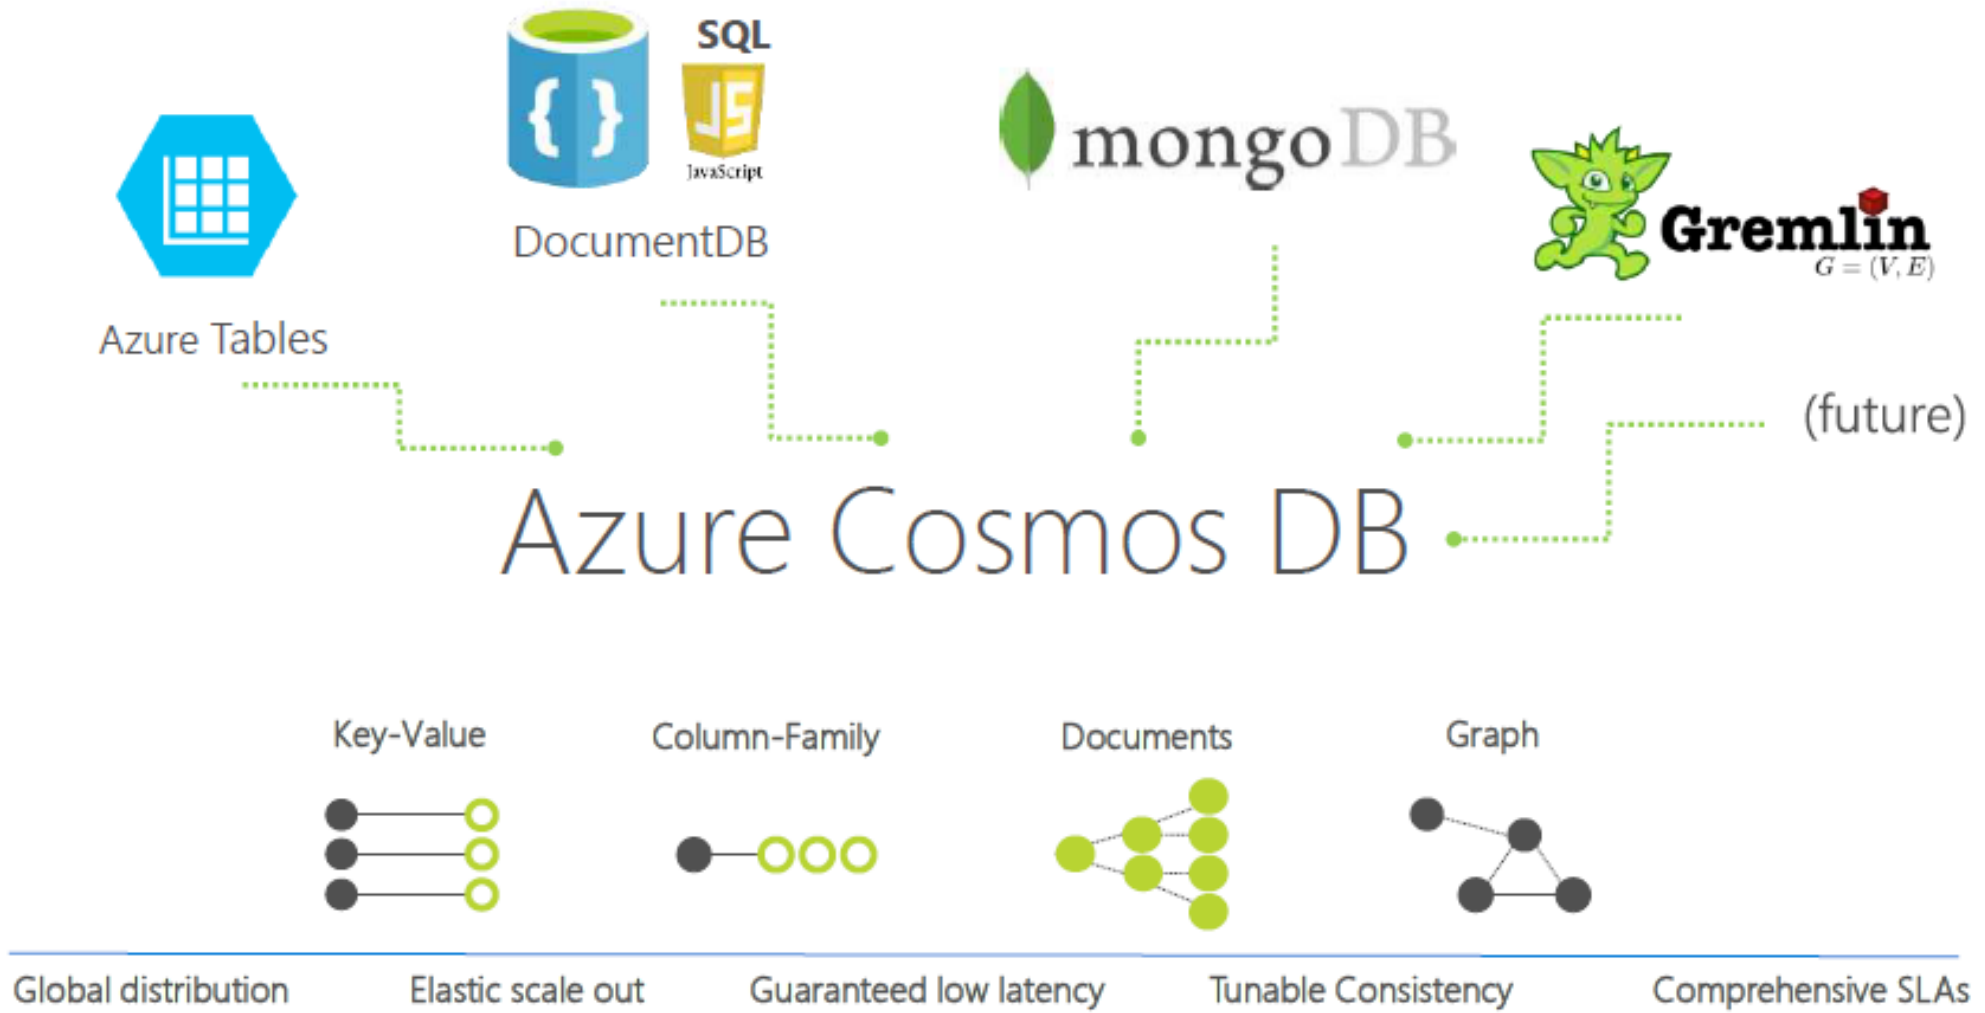 SQL
JS
JavaScript
{ }
DocumentDB
mongoDB
Gremlin
G = (V, E)
Azure Tables
(future)
Azure Cosmos DB
Key-Value
Column-Family
Documents
Graph
Global distribution
Elastic scale out
Guaranteed low latency
Tunable Consistency
Comprehensive SLAs